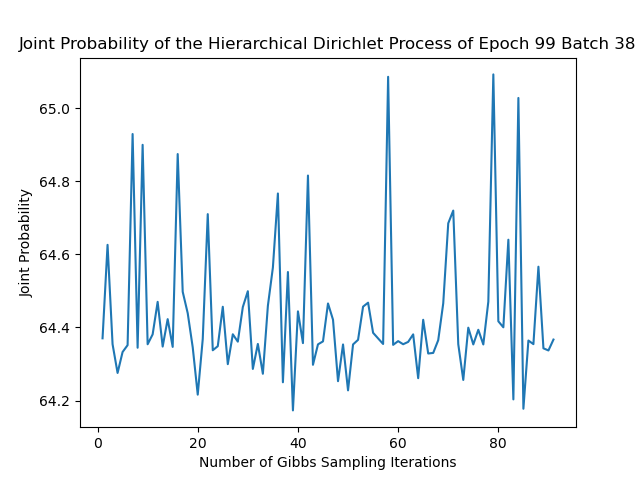 Joint Probability of the Hierarchical Dirichlet Process of Epoch 99 Batch 38
65.0
64.8
64.6
64.4
64.2
Joint Probability
0 20 40 60 80
Number of Gibbs Sampling Iterations